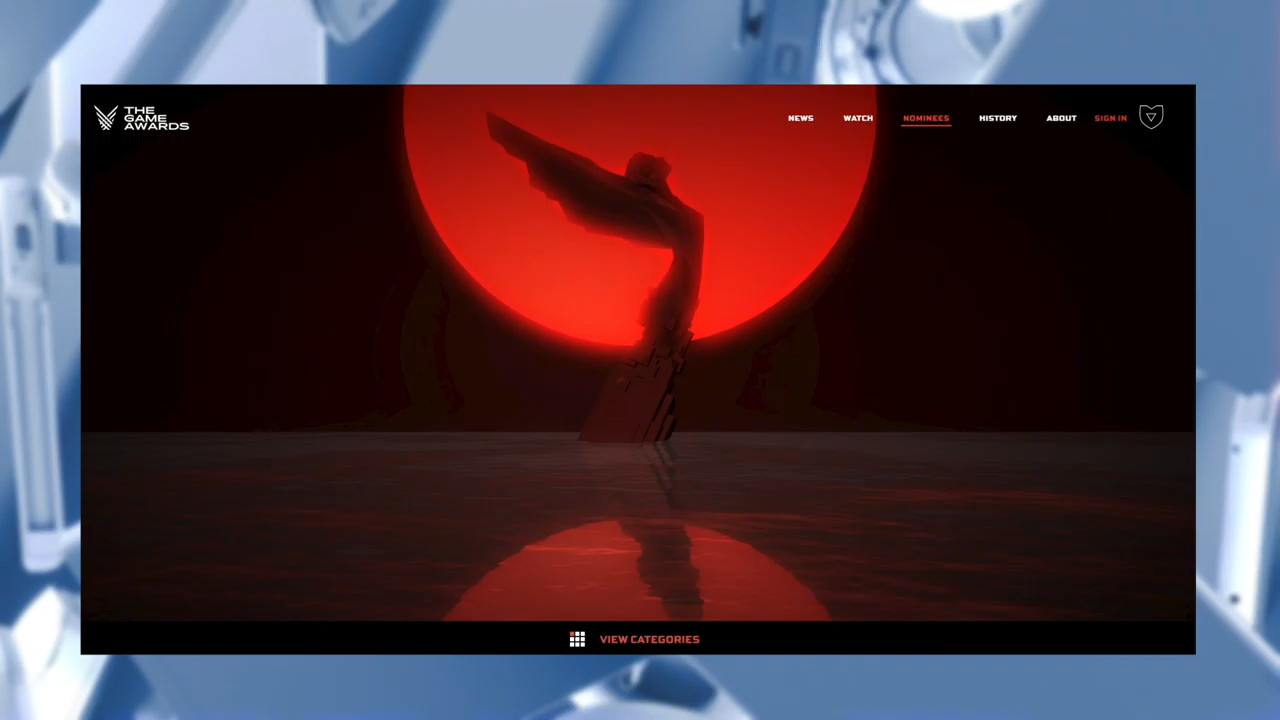 THE
GAME
AWARDS
NEWS WATCH NOMINEES HISTORY ABOUT SIGN IN
VIEW CATEGORIES